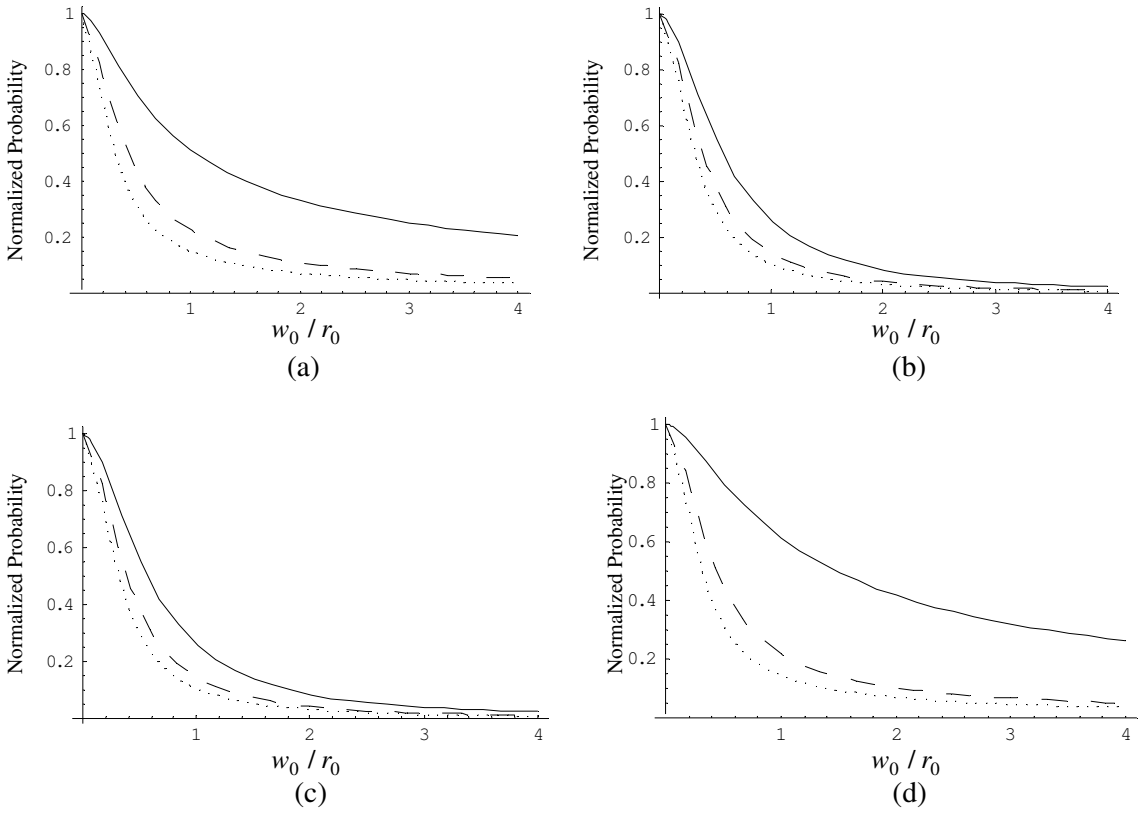 Normalized Probability
1
0.8
0.6
0.4
0.2
1 2 3 4
w₀ / r₀
(a)
Normalized Probability
1
0.8
0.6
0.4
0.2
1 2 3 4
w₀ / r₀
(b)
Normalized Probability
1
0.8
0.6
0.4
0.2
1 2 3 4
w₀ / r₀
(c)
Normalized Probability
1
0.8
0.6
0.4
0.2
1 2 3 4
w₀ / r₀
(d)